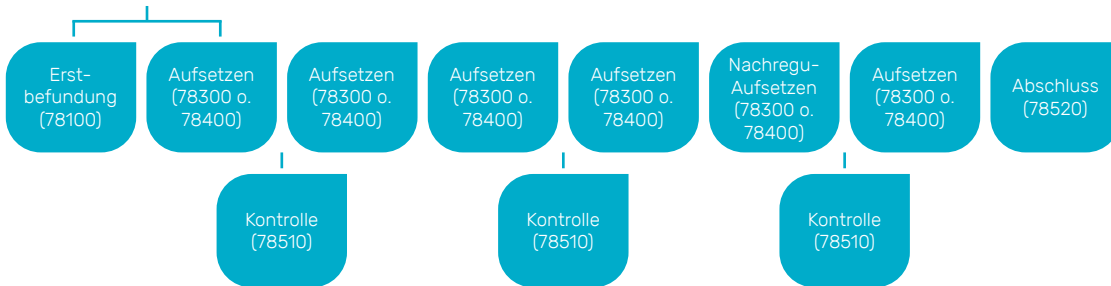 Erst-
befundung
(78100)
Aufsetzen
(78300 o.
78400)
Aufsetzen
(78300 o.
78400)
Aufsetzen
(78300 o.
78400)
Aufsetzen
(78300 o.
78400)
Nachregu-
Aufsetzen
(78300 o.
78400)
Aufsetzen
(78300 o.
78400)
Abschluss
(78520)
Kontrolle
(78510)
Kontrolle
(78510)
Kontrolle
(78510)